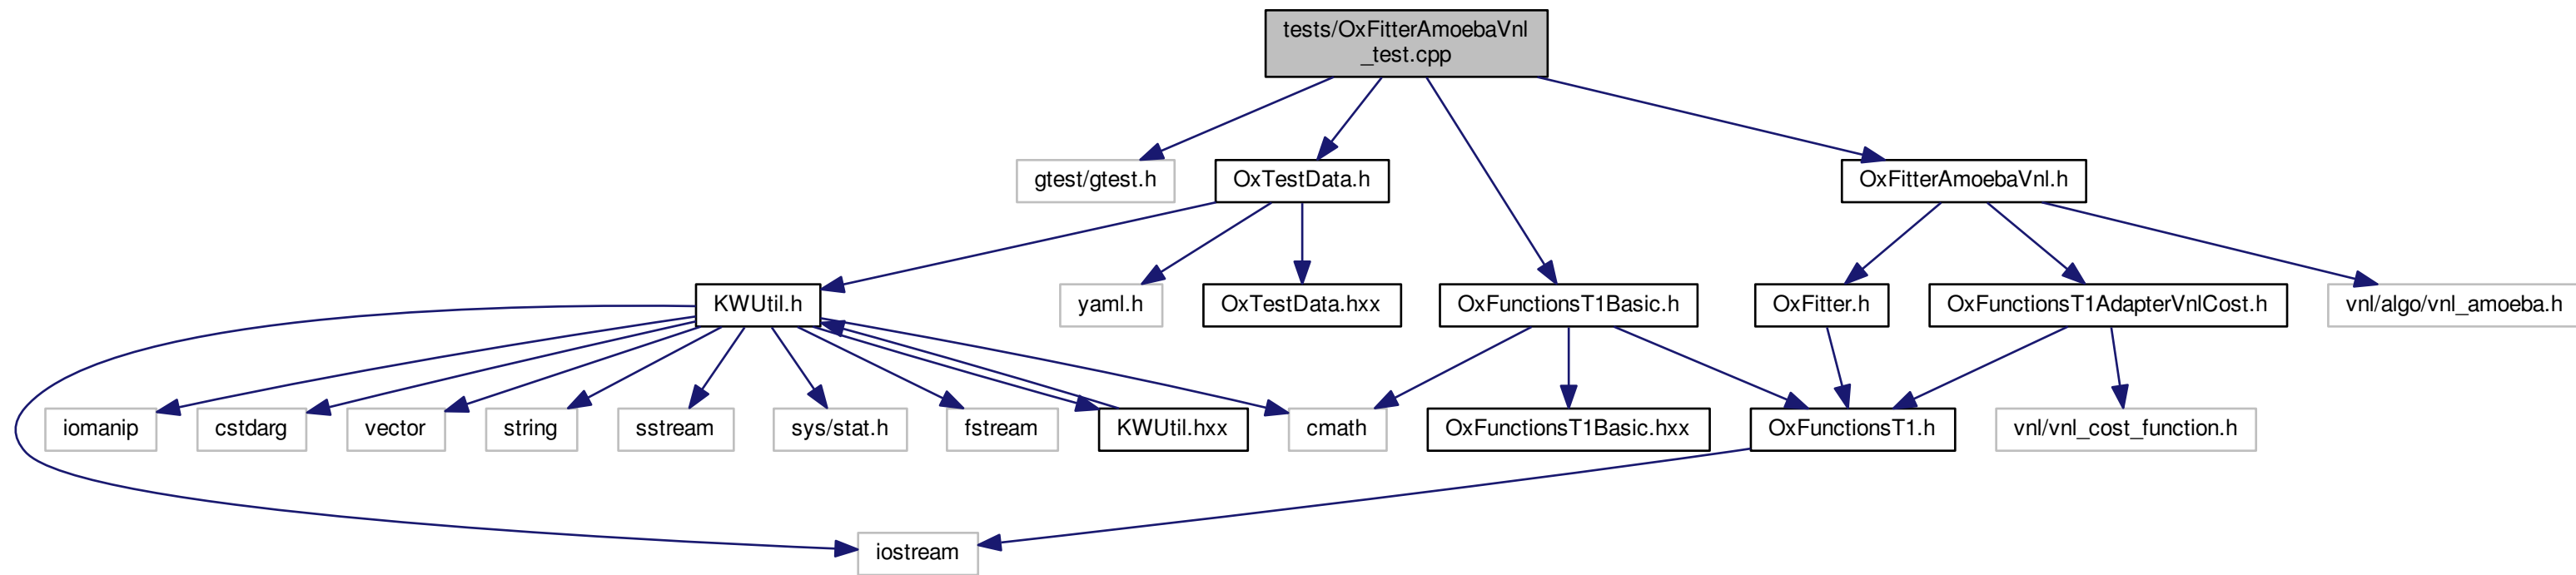 tests/OxFitterAmoebaVnl
_test.cpp
gtest/gtest.h
OxTestData.h
OxFitterAmoebaVnl.h
KWUtil.h
yaml.h
OxTestData.hxx
OxFunctionsT1Basic.h
OxFitter.h
OxFunctionsT1AdapterVnlCost.h
vnl/algo/vnl_amoeba.h
iomanip
cstdarg
vector
string
sstream
sys/stat.h
fstream
KWUtil.hxx
cmath
OxFunctionsT1Basic.hxx
OxFunctionsT1.h
vnl/vnl_cost_function.h
iostream